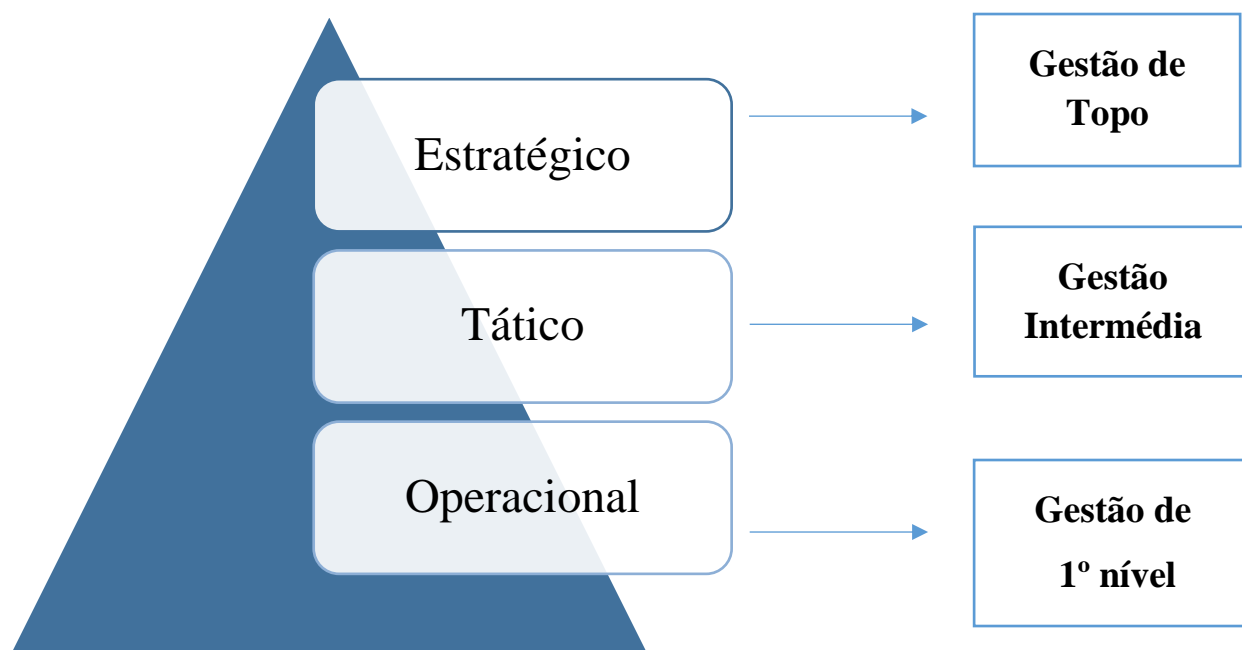 Estratégico
Gestão de
Topo
Tático
Gestão
Intermédia
Operacional
Gestão de
1º nível